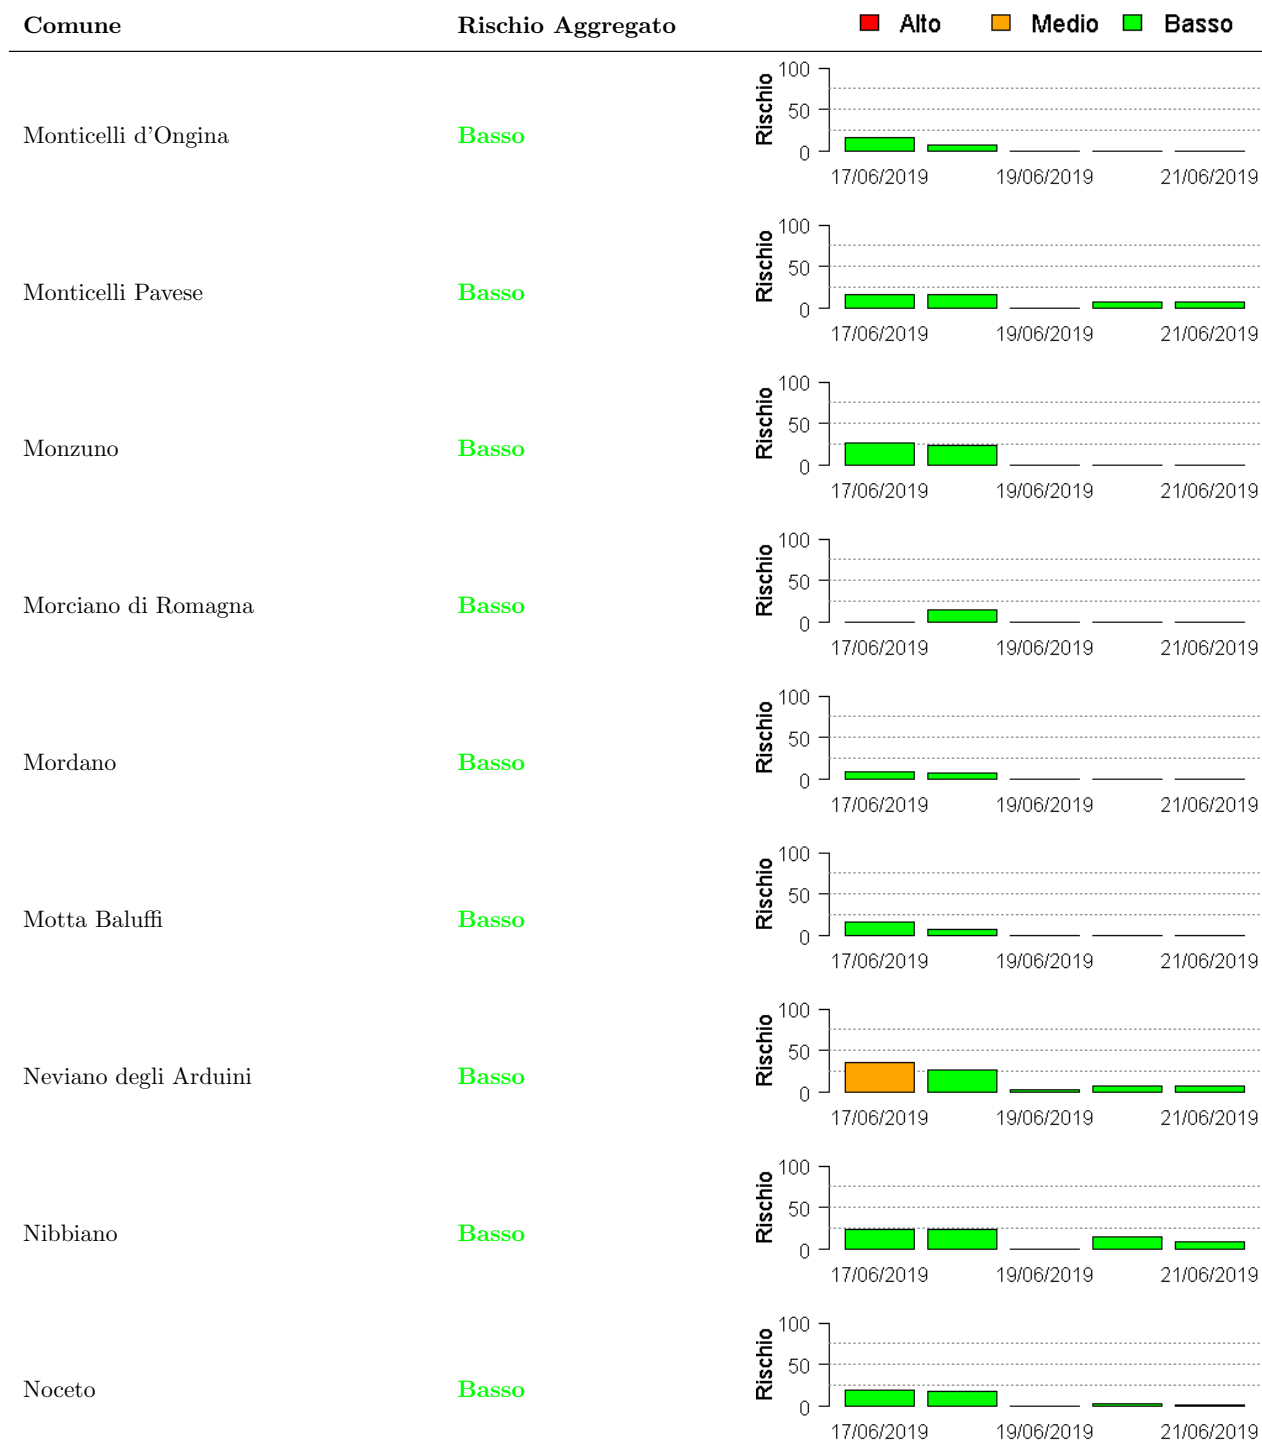 Comune Rischio Aggregato Alto Medio Basso
Monticelli d'Ongina Basso Rischio 100 50 0
17/06/2019 19/06/2019 21/06/2019
Monticelli Pavese Basso Rischio 100 50 0
17/06/2019 19/06/2019 21/06/2019
Monzuno Basso Rischio 100 50 0
17/06/2019 19/06/2019 21/06/2019
Morciano di Romagna Basso Rischio 100 50 0
17/06/2019 19/06/2019 21/06/2019
Mordano Basso Rischio 100 50 0
17/06/2019 19/06/2019 21/06/2019
Motta Baluffi Basso Rischio 100 50 0
17/06/2019 19/06/2019 21/06/2019
Neviano degli Arduini Basso Rischio 100 50 0
17/06/2019 19/06/2019 21/06/2019
Nibbiano Basso Rischio 100 50 0
17/06/2019 19/06/2019 21/06/2019
Noceto Basso Rischio 100 50 0
17/06/2019 19/06/2019 21/06/2019